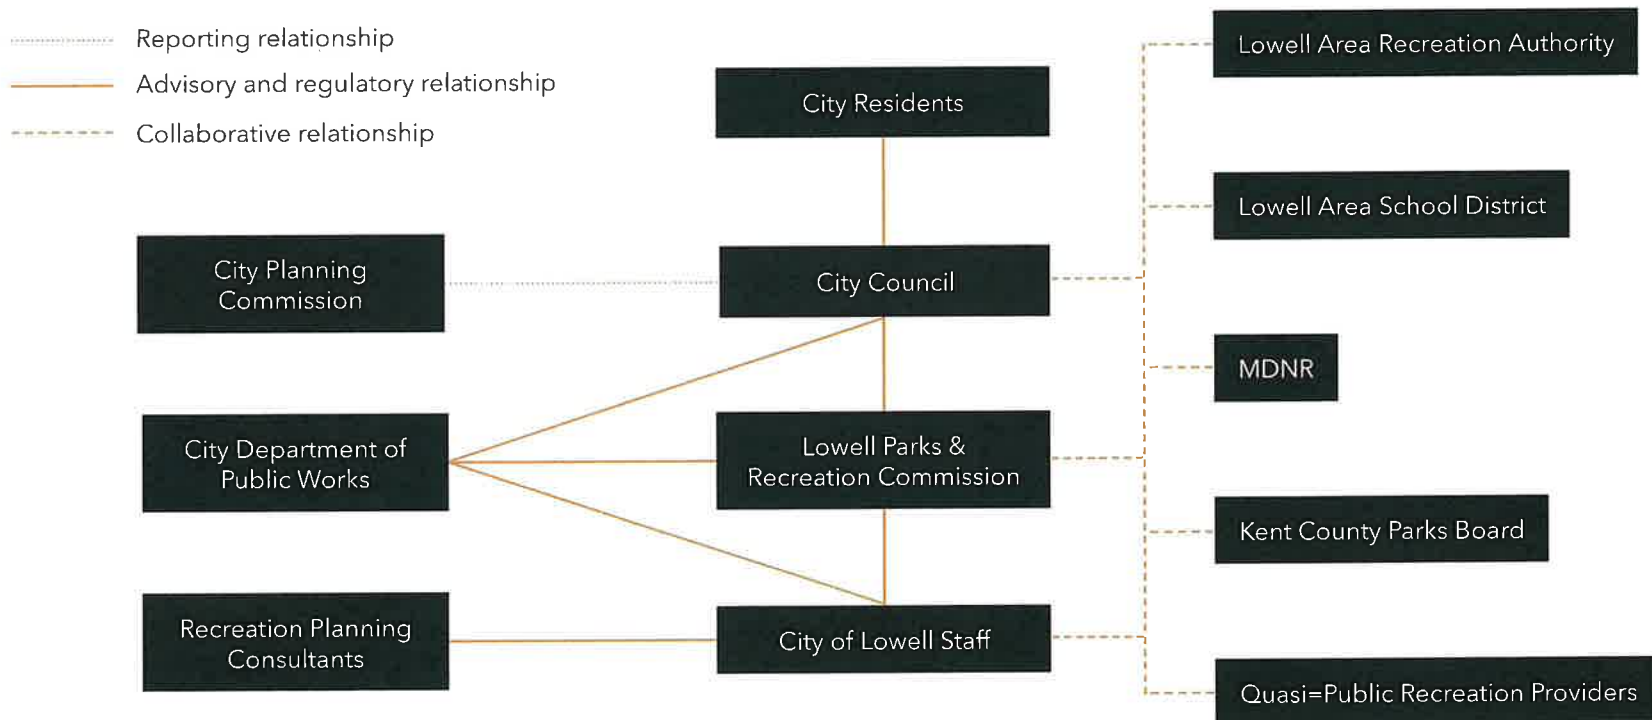 Reporting relationship
Advisory and regulatory relationship
Collaborative relationship
City Residents
City Planning
Commission
City Council
City Department of
Public Works
Lowell Parks &
Recreation Commission
Recreation Planning
Consultants
City of Lowell Staff
Lowell Area Recreation Authority
Lowell Area School District
MDNR
Kent County Parks Board
Quasi=Public Recreation Providers